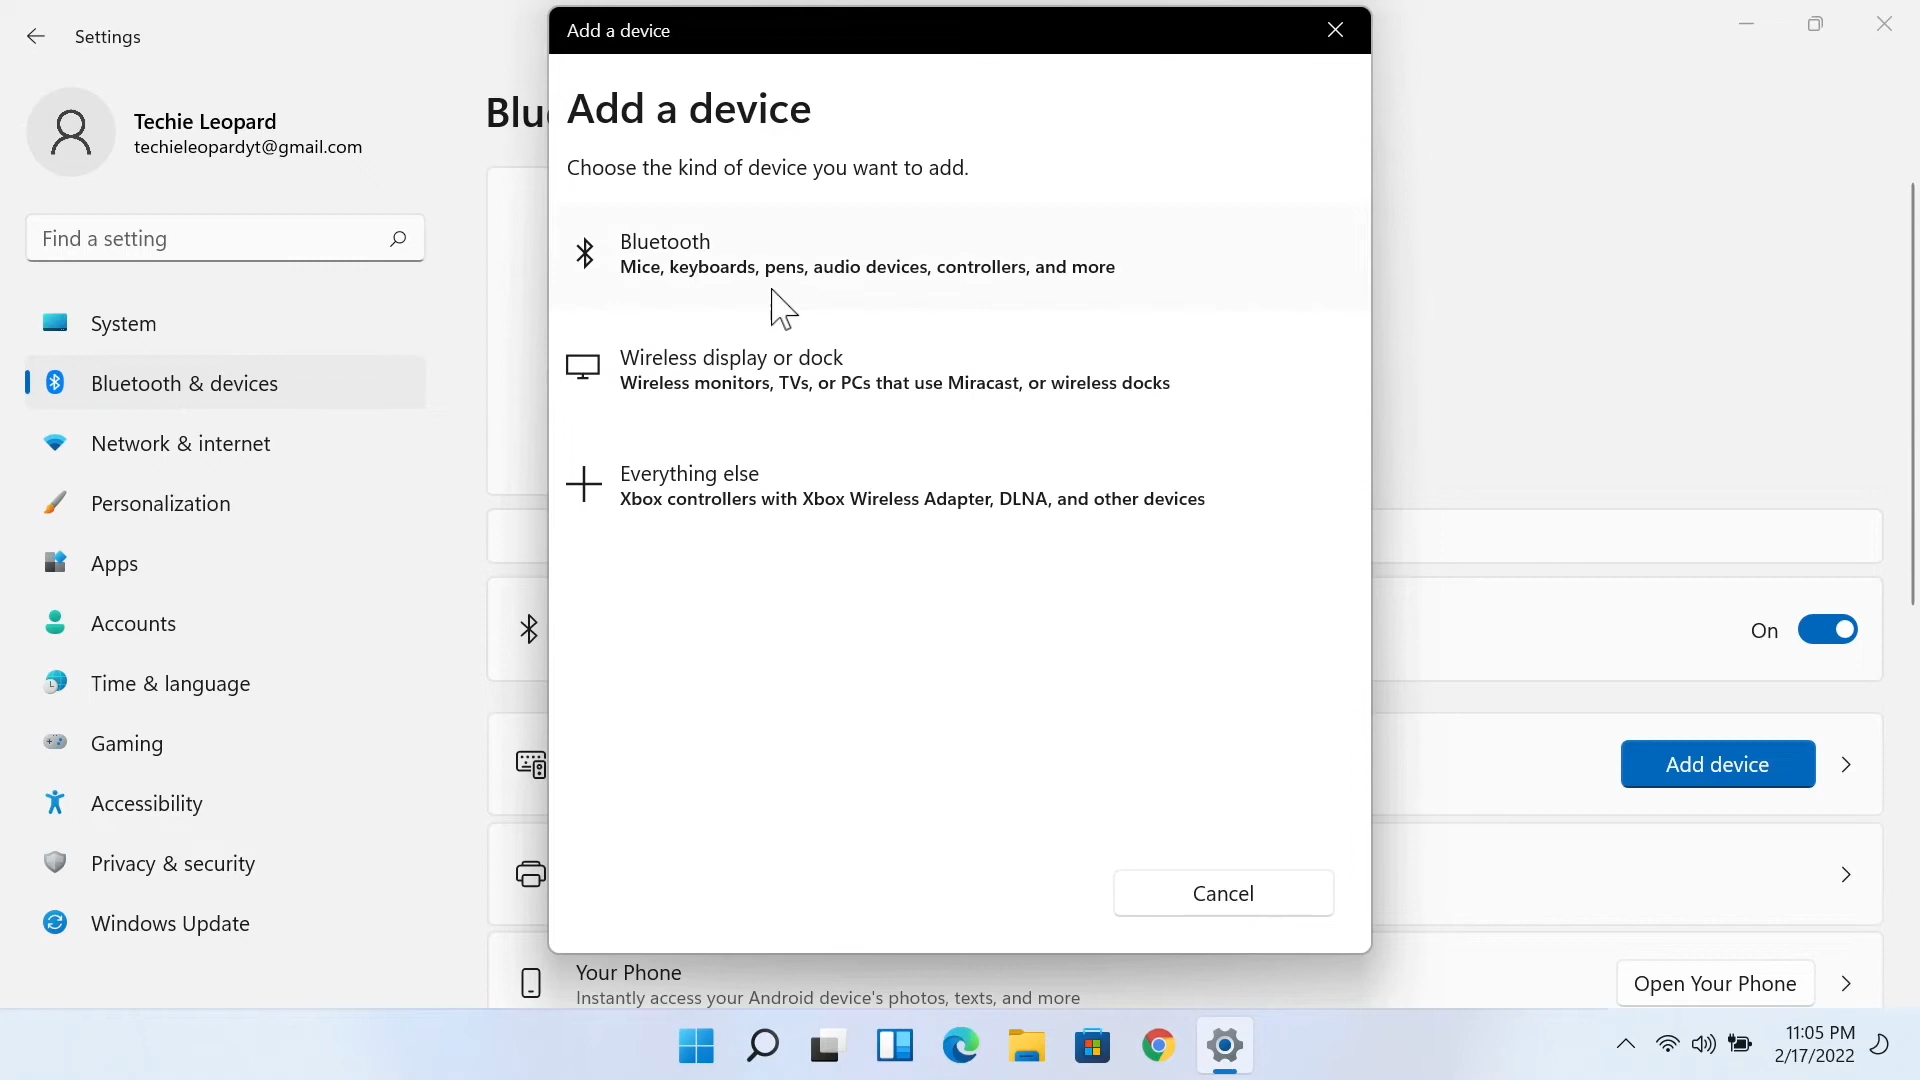 Settings
Techie Leopard
techieleopardyt@gmail.com
Find a setting
System
Bluetooth & devices
Network & internet
Personalization
Apps
Accounts
Time & language
Gaming
Accessibility
Privacy & security
Windows Update
Blu
Add a device
Add a device
Choose the kind of device you want to add.
Bluetooth
Mice, keyboards, pens, audio devices, controllers, and more
Wireless display or dock
Wireless monitors, TVs, or PCs that use Miracast, or wireless docks
Everything else
Xbox controllers with Xbox Wireless Adapter, DLNA, and other devices
Cancel
On
Add device
Your Phone
Instantly access your Android device's photos, texts, and more
Open Your Phone
11:05 PM
2/17/2022